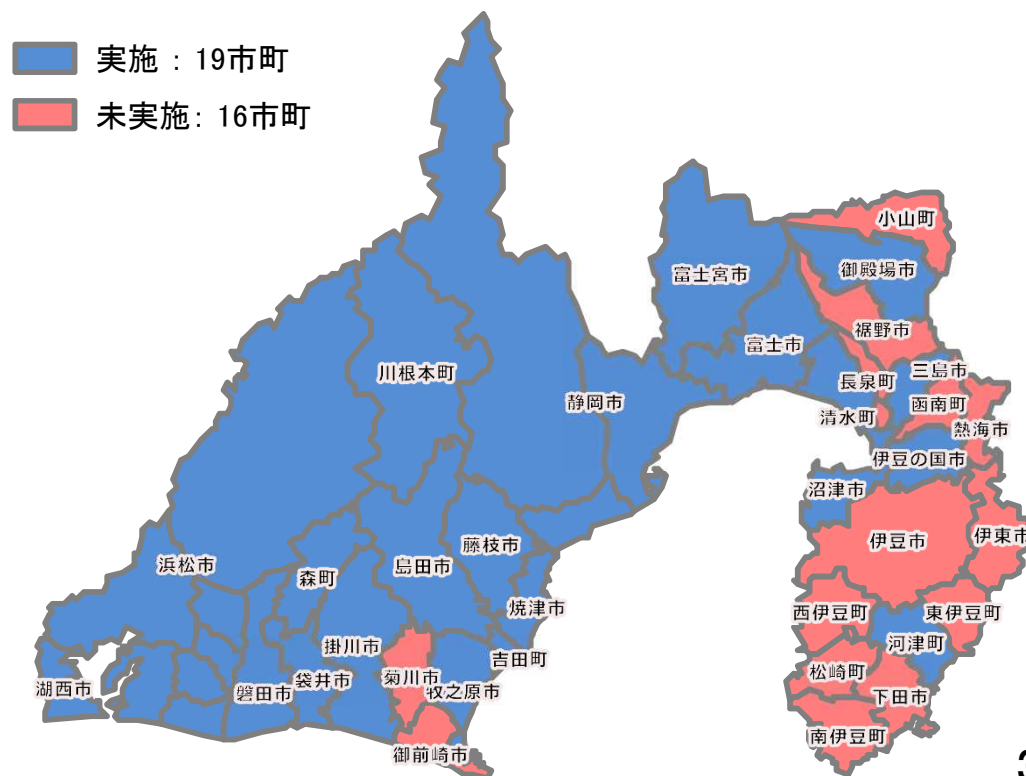 実施 : 19市町
未実施: 16市町
小山町
御殿場市
富士宮市
裾野市
富士市
三島市
長泉町
川根本町
函南町
静岡市
清水町
熱海市
伊豆の国市
沼津市
伊豆市
伊東市
藤枝市
島田市
浜松市
森町
焼津市
西伊豆町
東伊豆町
河津町
掛川市
吉田町
菊川市
袋井市
牧之原市
湖西市
磐田市
松崎町
下田市
南伊豆町
御前崎市